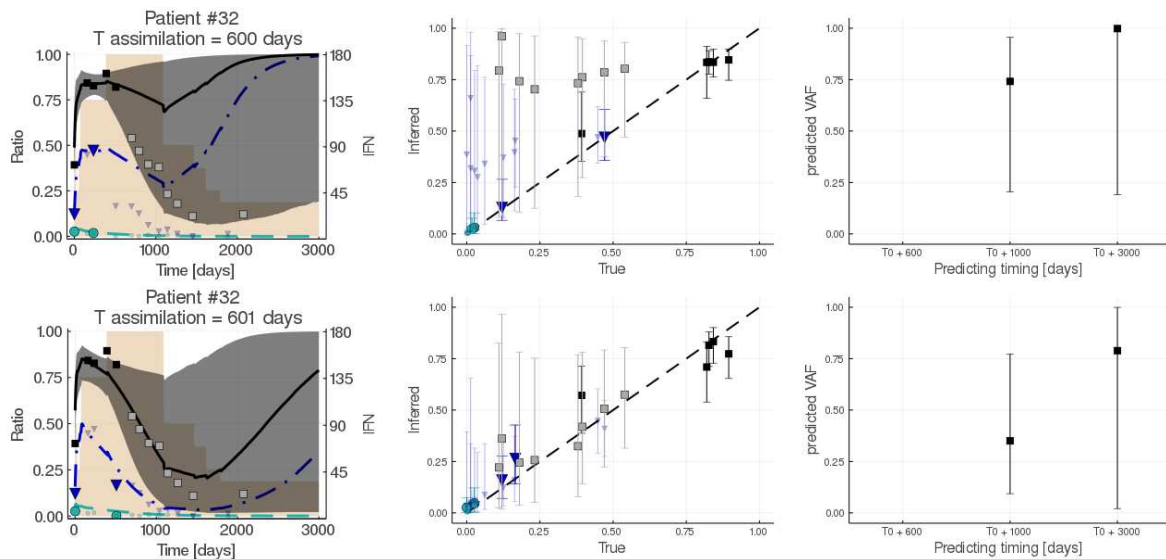 Patient #32
T assimilation = 600 days
1.00
0.75
0.50
0.25
0.00
Ratio
180
135
90
45
IFN
0
1000
2000
3000
Time [days]
1.00
0.75
0.50
0.25
0.00
Inferred
0.00
0.25
0.50
0.75
1.00
True
1.00
0.75
0.50
0.25
0.00
predicted VAF
T0 + 600
T0 + 1000
T0 + 3000
Predicting timing [days]
Patient #32
T assimilation = 601 days
1.00
0.75
0.50
0.25
0.00
Ratio
180
135
90
45
0
IFN
0
1000
2000
3000
Time [days]
1.00
0.75
0.50
0.25
0.00
Inferred
0.00
0.25
0.50
0.75
1.00
True
1.00
0.75
0.50
0.25
0.00
predicted VAF
T0 + 600
T0 + 1000
T0 + 3000
Predicting timing [days]